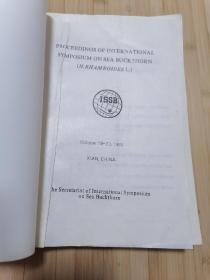 PROCEEDINGS OF INTERNATIONAL
SYMPOSIUM ON SEA BUCKTHORN
(H.RHAMNOIDES L.)
ISSB
October 19-23, 1989
XIAN, CHINA
he Secretariat of International Symposium
on Sea Buckthorn